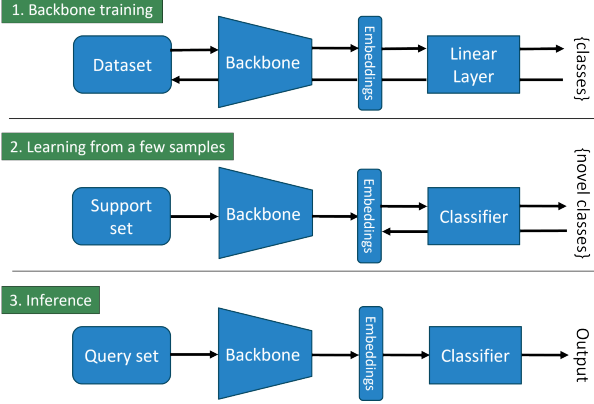 1. Backbone training
Dataset
Backbone
Embeddings
Linear
Layer
{classes}
2. Learning from a few samples
Support
set
Backbone
Embeddings
Classifier
{novel classes}
3. Inference
Query set
Backbone
Embeddings
Classifier
Output